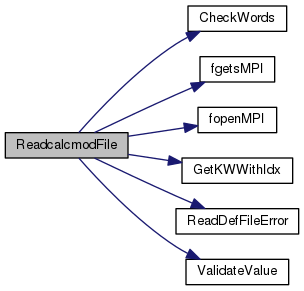 CheckWords
fgetsMPI
fopenMPI
ReadcalcmodFile
GetKWWithIdx
ReadDefFileError
ValidateValue